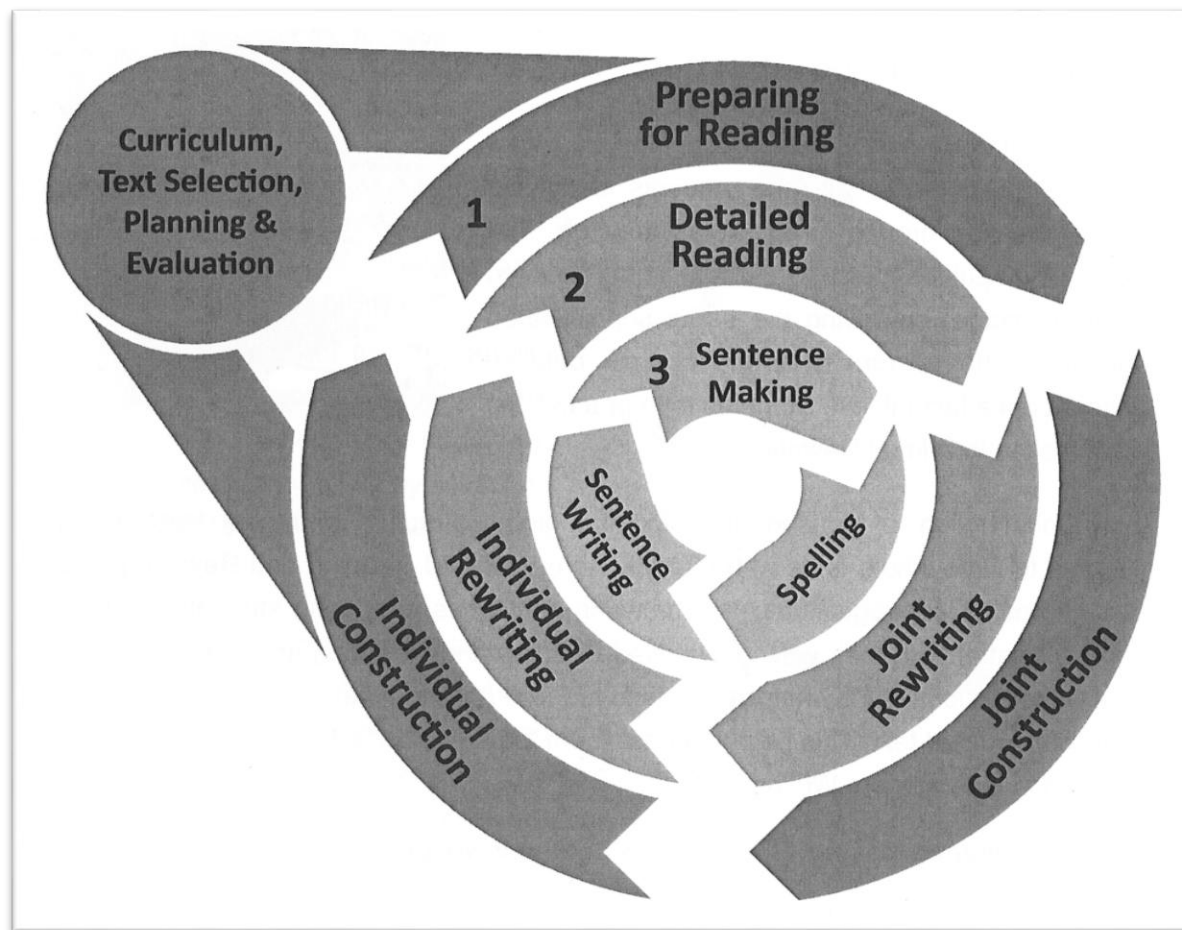 Curriculum,
Text Selection,
Planning &
Evaluation
Preparing
for Reading
1
Detailed
Reading
2
Sentence
Making
3
Spelling
Sentence
Writing
Joint
Rewriting
Individual
Rewriting
Joint
Construction
Individual
Construction